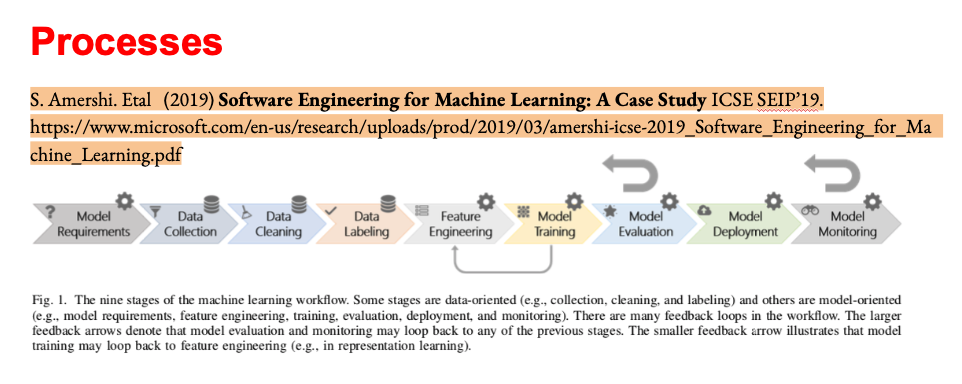 Processes
S. Amershi. Etal (2019) Software Engineering for Machine Learning: A Case Study ICSE SEIP’19.
https://www.microsoft.com/en-us/research/uploads/prod/2019/03/amershi-icse-2019_Software_Engineering_for_Ma
chine_Learning.pdf
Model
Requirements
Data
Collection
Data
Cleaning
Data
Labeling
Feature
Engineering
Model
Training
Model
Evaluation
Model
Deployment
Model
Monitoring
Fig. 1. The nine stages of the machine learning workflow. Some stages are data-oriented (e.g., collection, cleaning, and labeling) and others are model-oriented
(e.g., model requirements, feature engineering, training, evaluation, deployment, and monitoring). There are many feedback loops in the workflow. The larger
feedback arrows denote that model evaluation and monitoring may loop back to any of the previous stages. The smaller feedback arrow illustrates that model
training may loop back to feature engineering (e.g., in representation learning).